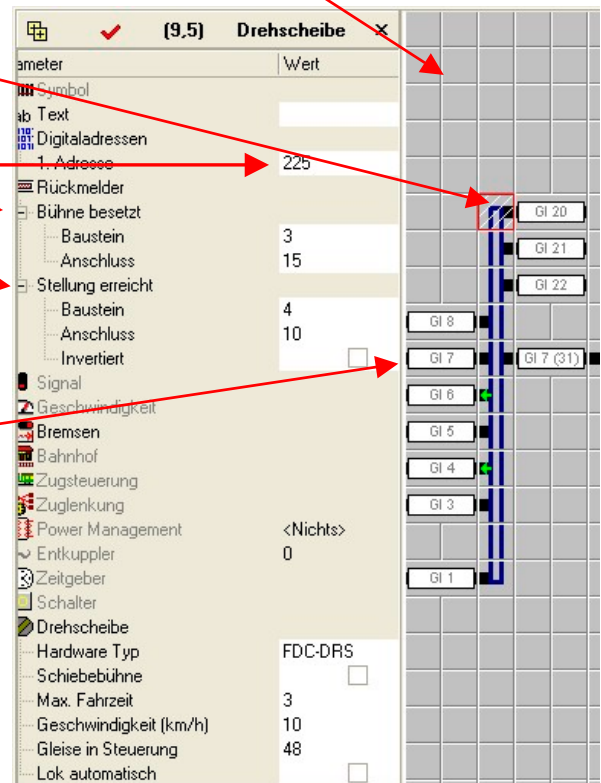 (9,5) Drehscheibe ×
ameter Wert
Symbol
ab Text
Digitaladressen
1. Adresse 225
Rückmelder
Bühne besetzt
Baustein 3
Anschluss 15
Stellung erreicht
Baustein 4
Anschluss 10
Invertiert
Signal
Geschwindigkeit
Bremsen
Bahnhof
Zugsteuerung
Zuglenkung
Power Management <Nichts>
Entkuppler 0
Zeitgeber
Schalter
Drehscheibe
Hardware Typ FDC-DRS
Schiebebühne
Max. Fahrzeit 3
Geschwindigkeit (km/h) 10
Gleise in Steuerung 48
Lok automatisch
Gl 20
Gl 21
Gl 22
Gl 8
Gl 7 Gl 7 (31)
Gl 6
Gl 5
Gl 4
Gl 3
Gl 1